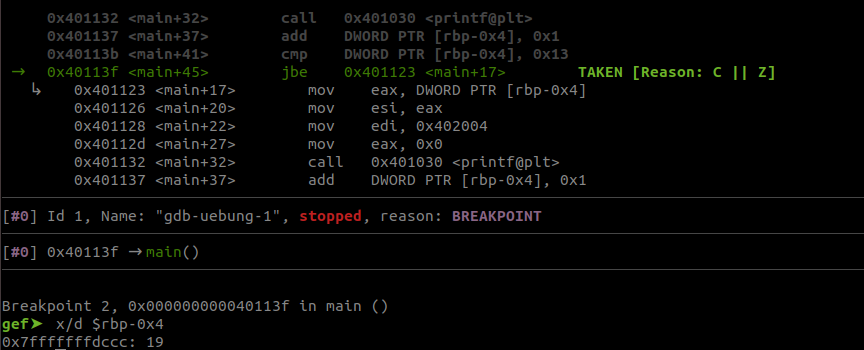 0x401132 <main+32> call 0x401030 <printf@plt>
0x401137 <main+37> add DWORD PTR [rbp-0x4], 0x1
0x40113b <main+41> cmp DWORD PTR [rbp-0x4], 0x13
→ 0x40113f <main+45> jbe 0x401123 <main+17> TAKEN [Reason: C || Z]
↳ 0x401123 <main+17> mov eax, DWORD PTR [rbp-0x4]
0x401126 <main+20> mov esi, eax
0x401128 <main+22> mov edi, 0x402004
0x40112d <main+27> mov eax, 0x0
0x401132 <main+32> call 0x401030 <printf@plt>
0x401137 <main+37> add DWORD PTR [rbp-0x4], 0x1
[#0] Id 1, Name: "gdb-uebung-1", stopped, reason: BREAKPOINT
[#0] 0x40113f → main()
Breakpoint 2, 0x000000000040113f in main ()
gef➤ x/d $rbp-0x4
0x7fffffffdccc: 19